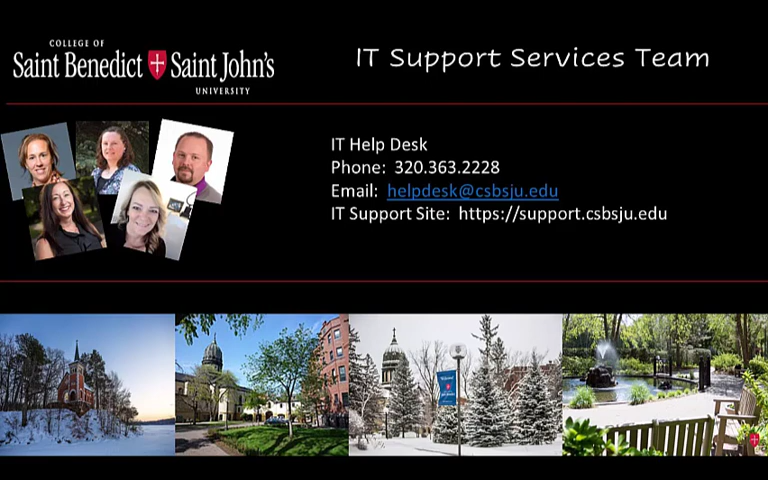 COLLEGE OF
Saint Benedict Saint John's
UNIVERSITY
IT Support Services Team
IT Help Desk
Phone: 320.363.2228
Email: helpdesk@csbsju.edu
IT Support Site: https://support.csbsju.edu